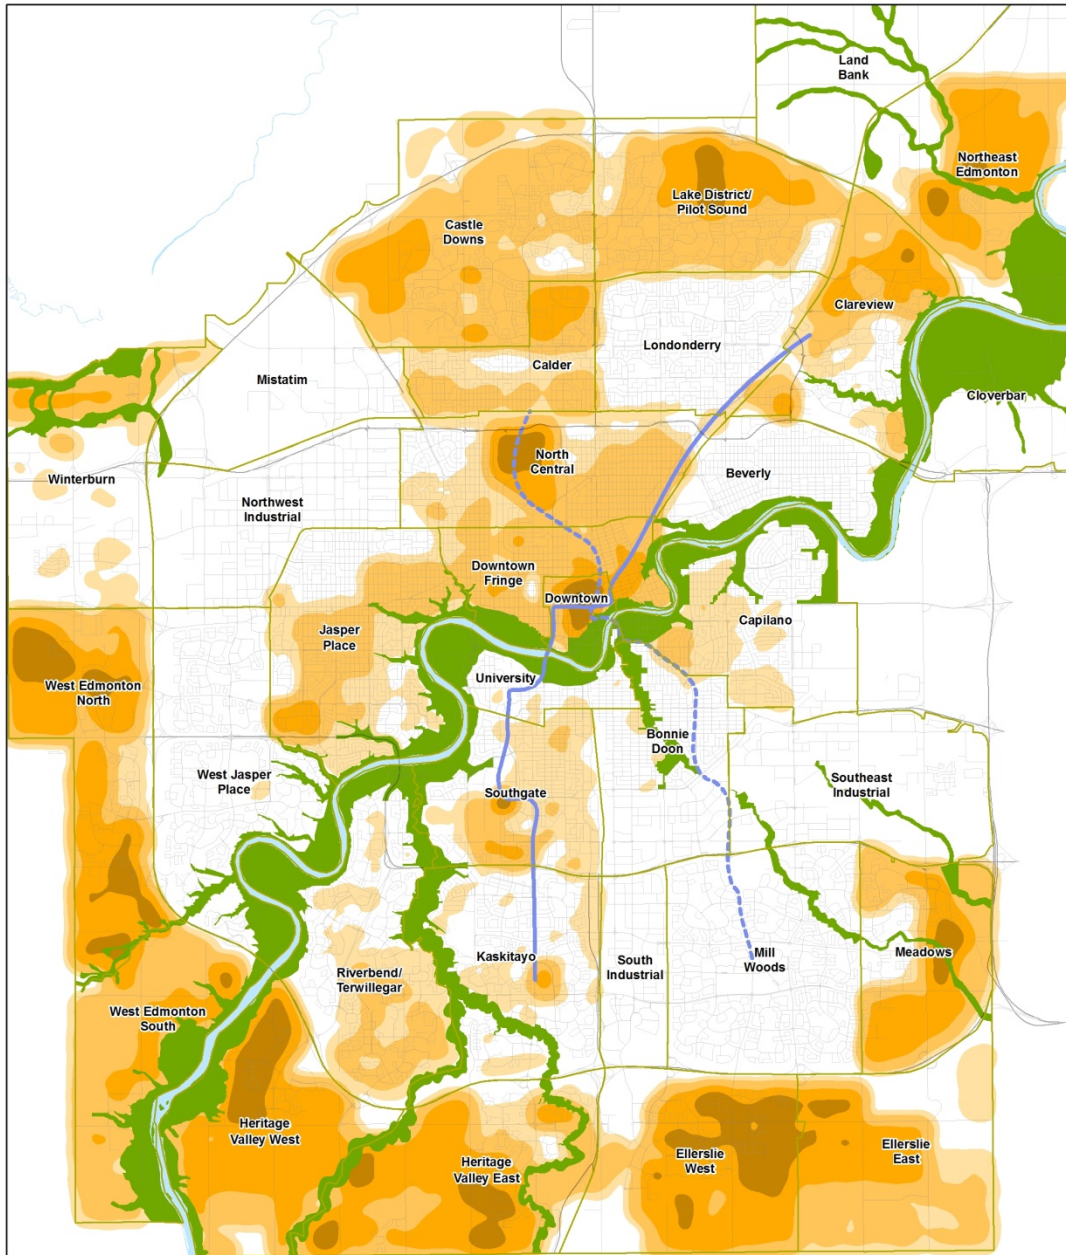 Land
Bank
Northeast
Edmonton
Lake District/
Pilot Sound
Castle
Downs
Clareview
Londonderry
Calder
Mistatim
Cloverbar
North
Central
Beverly
Winterburn
Northwest
Industrial
Downtown
Fringe
Downtown
Capilano
Jasper
Place
University
West Edmonton
North
Bonnie
Doon
West Jasper
Place
Southeast
Industrial
Southgate
Meadows
Mill
Woods
Kaskitayo
South
Industrial
Riverbend/
Terwillegar
West Edmonton
South
Heritage
Valley West
Ellerslie
East
Ellerslie
West
Heritage
Valley East